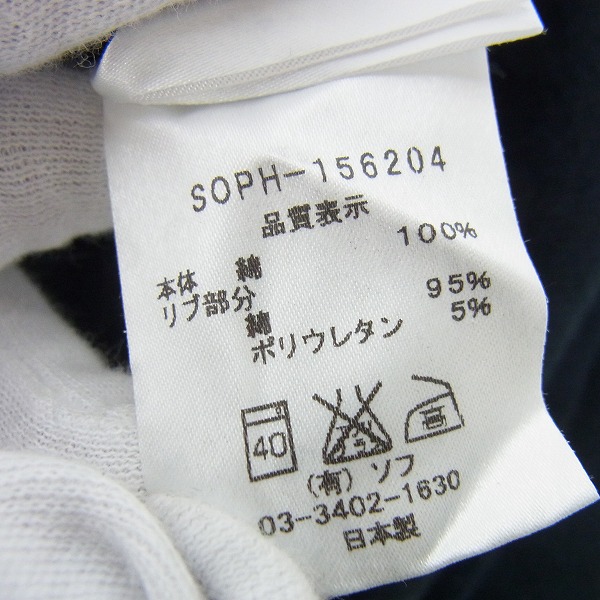 SOPH-156204
品質表示
本体 綿 100%
リブ部分
綿 95%
ポリウレタン 5%
40
高
(有)ソフ
03-3402-1630
日本製